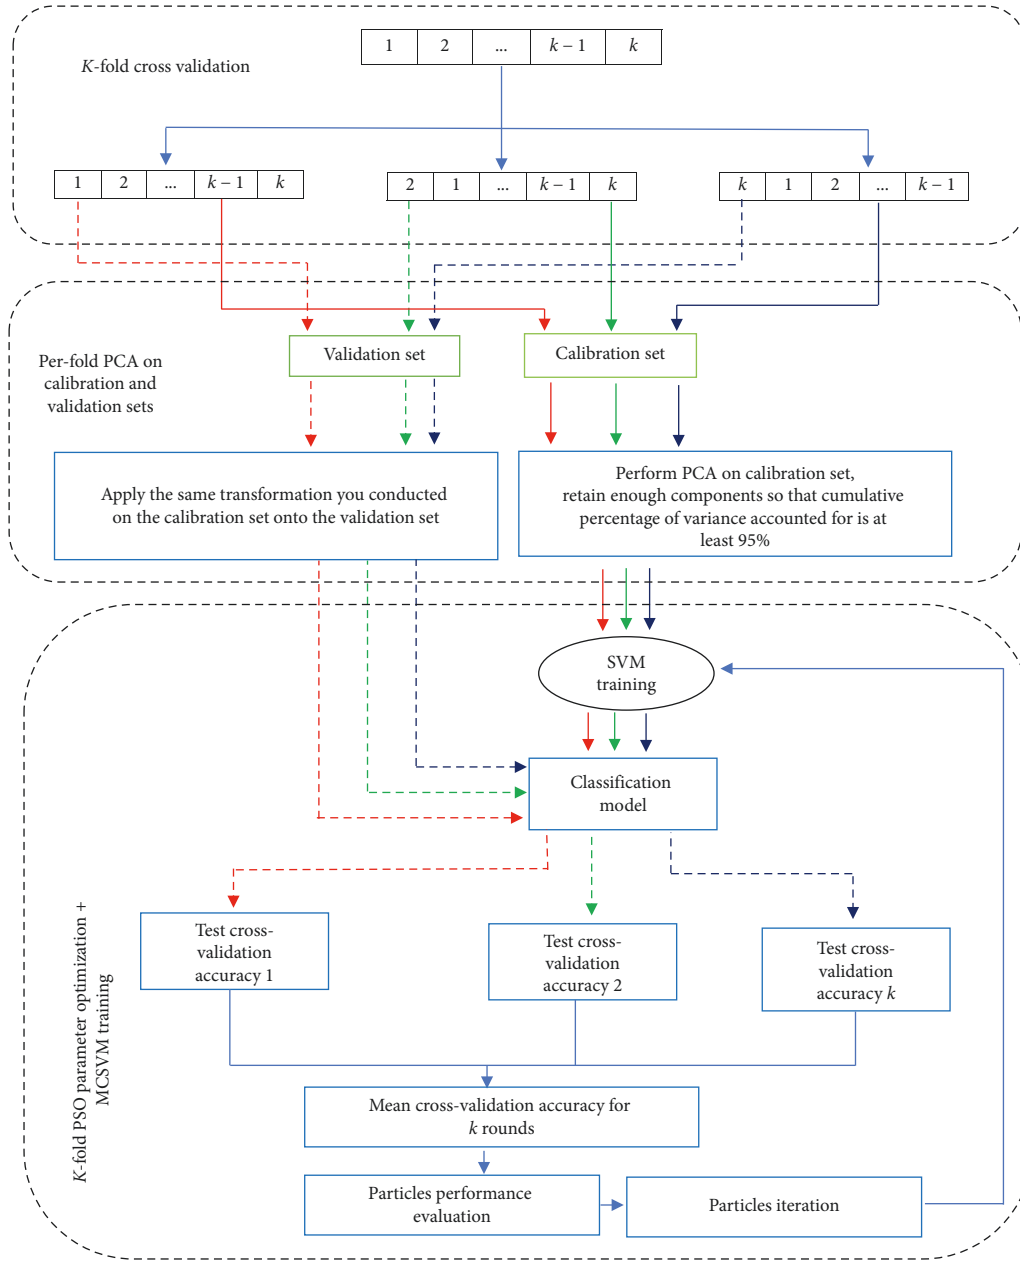 K-fold cross validation
1 2 ... k – 1 k
1 2 ... k – 1 k
2 1 ... k – 1 k
k 1 2 ... k – 1
Per-fold PCA on
calibration and
validation sets
Validation set
Calibration set
Apply the same transformation you conducted
on the calibration set onto the validation set
Perform PCA on calibration set,
retain enough components so that cumulative
percentage of variance accounted for is at
least 95%
K-fold PSO parameter optimization +
MCSVM training
SVM
training
Classification
model
Test cross-
validation
accuracy 1
Test cross-
validation
accuracy 2
Test cross-
validation
accuracy k
Mean cross-validation accuracy for
k rounds
Particles performance
evaluation
Particles iteration